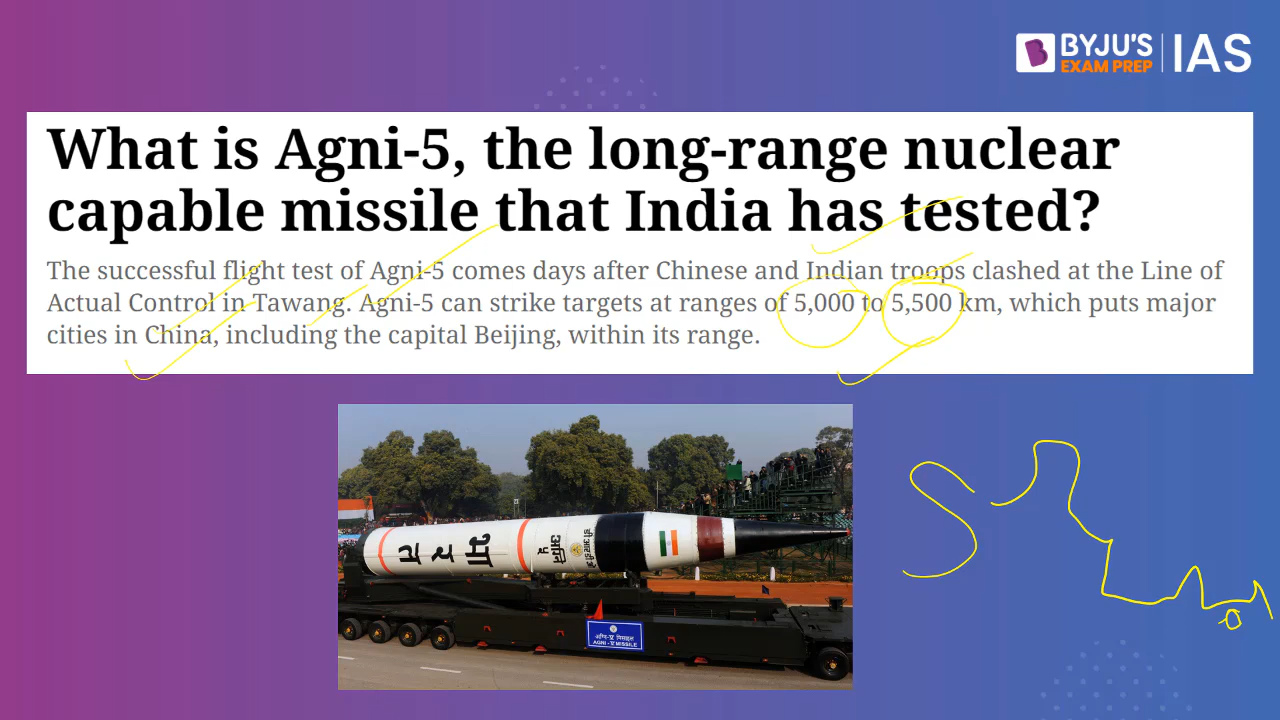 BYJU'S
EXAM PREP
IAS
What is Agni-5, the long-range nuclear
capable missile that India has tested?
The successful flight test of Agni-5 comes days after Chinese and Indian troops clashed at the Line of
Actual Control in Tawang. Agni-5 can strike targets at ranges of 5,000 to 5,500 km, which puts major
cities in China, including the capital Beijing, within its range.
भारत
अग्नि
डीआरडीओ
AGNI-V MISSILE
S